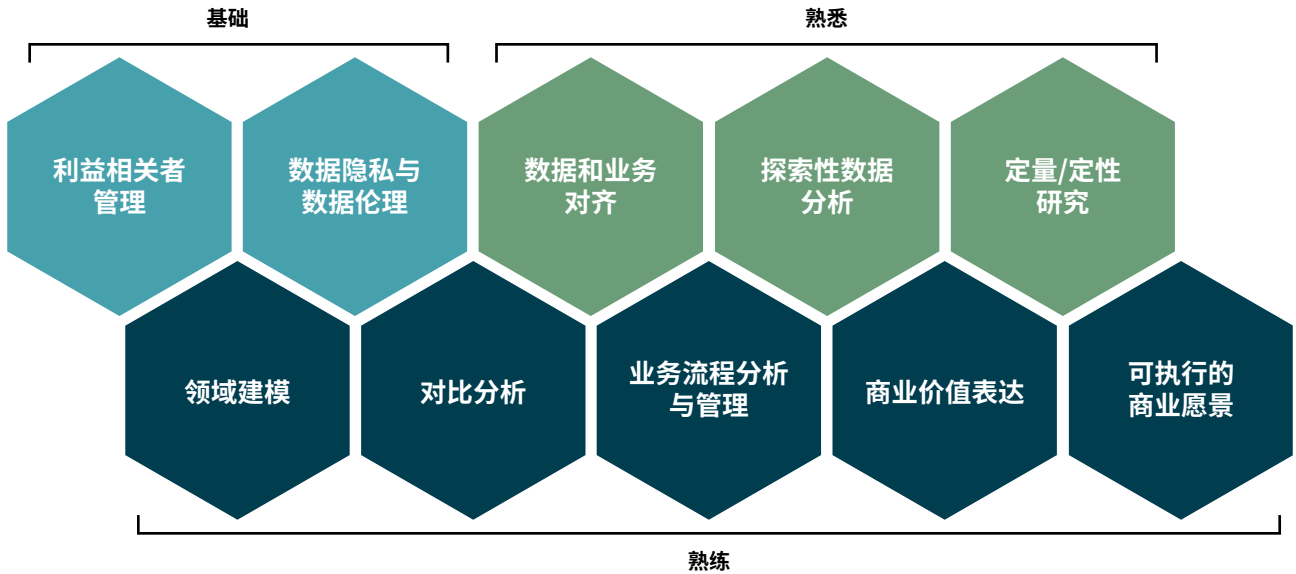 基础
熟悉
利益相关者
管理
数据隐私与
数据伦理
数据和业务
对齐
探索性数据
分析
定量/定性
研究
领域建模
对比分析
业务流程分析
与管理
商业价值表达
可执行的
商业愿景
熟练